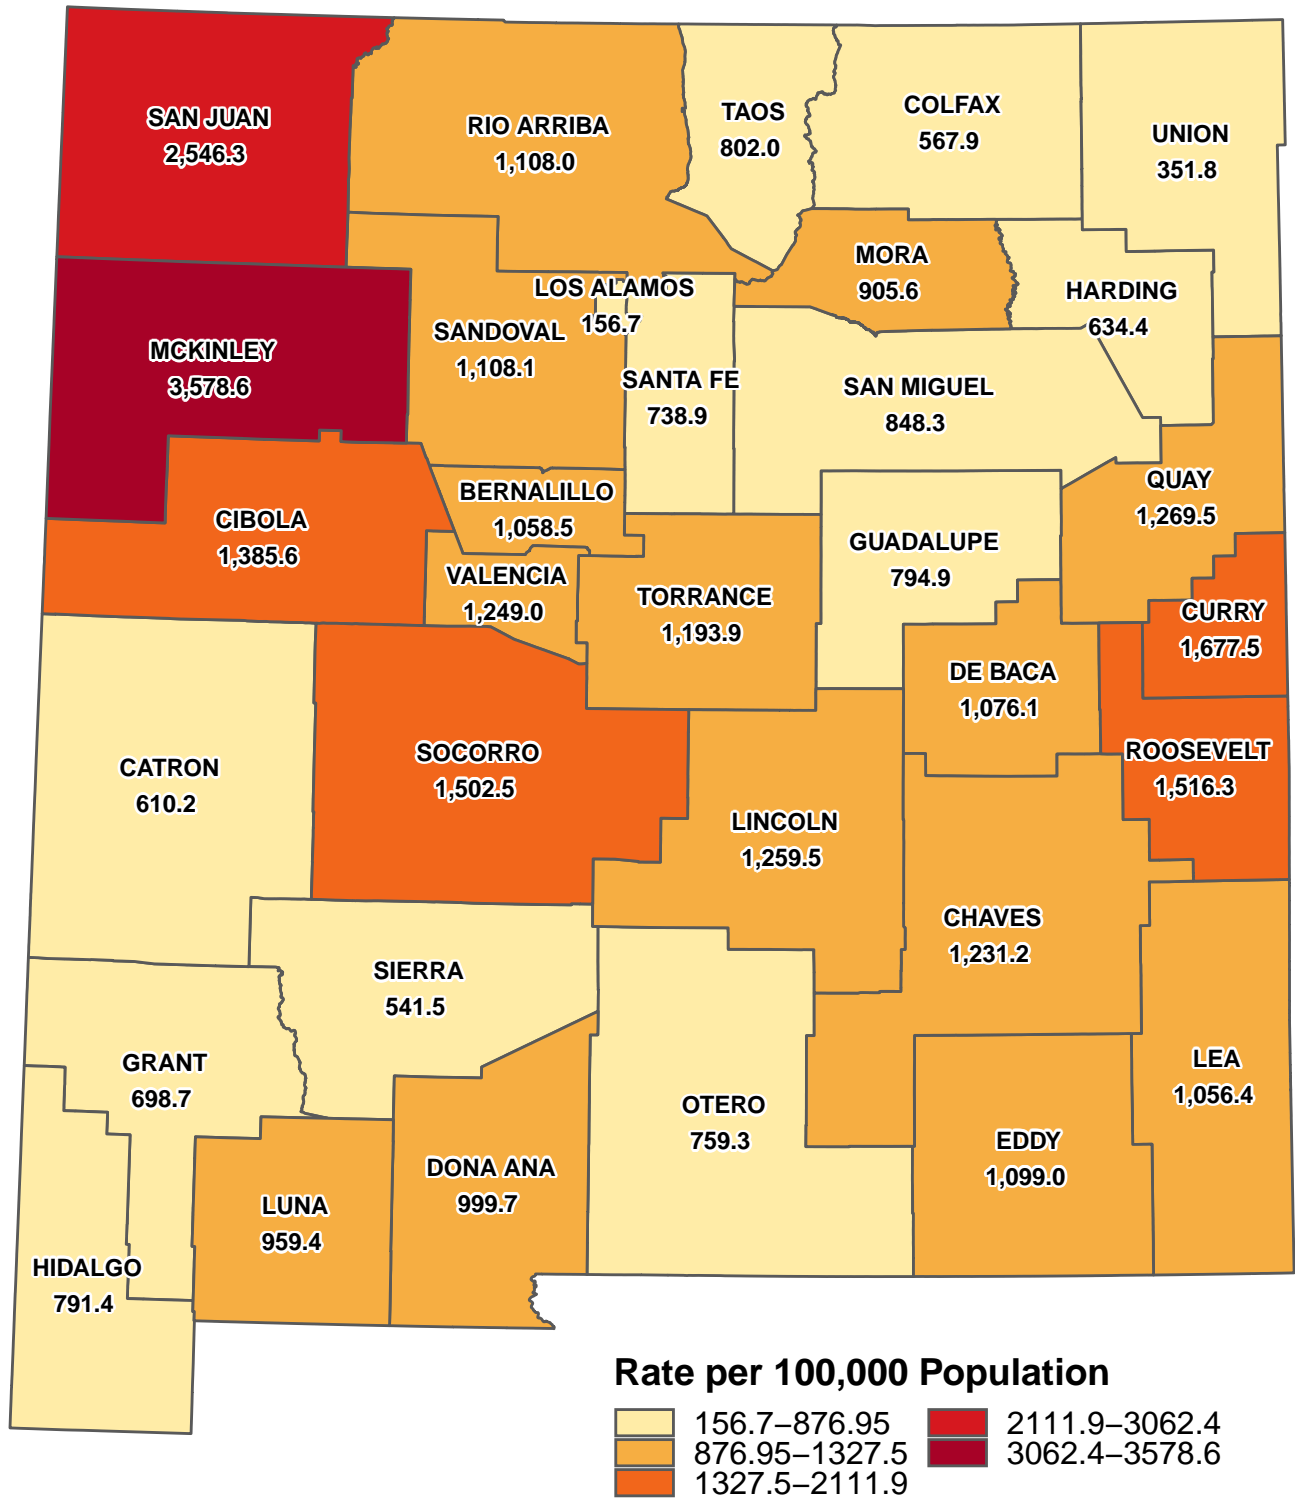 SAN JUAN
2,546.3
RIO ARRIBA
1,108.0
TAOS
802.0
COLFAX
567.9
UNION
351.8
MORA
905.6
HARDING
634.4
LOS ALAMOS
156.7
SANDOVAL
1,108.1
MCKINLEY
3,578.6
SANTA FE
738.9
SAN MIGUEL
848.3
QUAY
1,269.5
BERNALILLO
1,058.5
CIBOLA
1,385.6
GUADALUPE
794.9
VALENCIA
1,249.0
TORRANCE
1,193.9
CURRY
1,677.5
DE BACA
1,076.1
ROOSEVELT
1,516.3
CATRON
610.2
SOCORRO
1,502.5
LINCOLN
1,259.5
CHAVES
1,231.2
SIERRA
541.5
GRANT
698.7
LEA
1,056.4
OTERO
759.3
EDDY
1,099.0
DONA ANA
999.7
LUNA
959.4
HIDALGO
791.4
Rate per 100,000 Population
156.7–876.95
876.95–1327.5
1327.5–2111.9
2111.9–3062.4
3062.4–3578.6